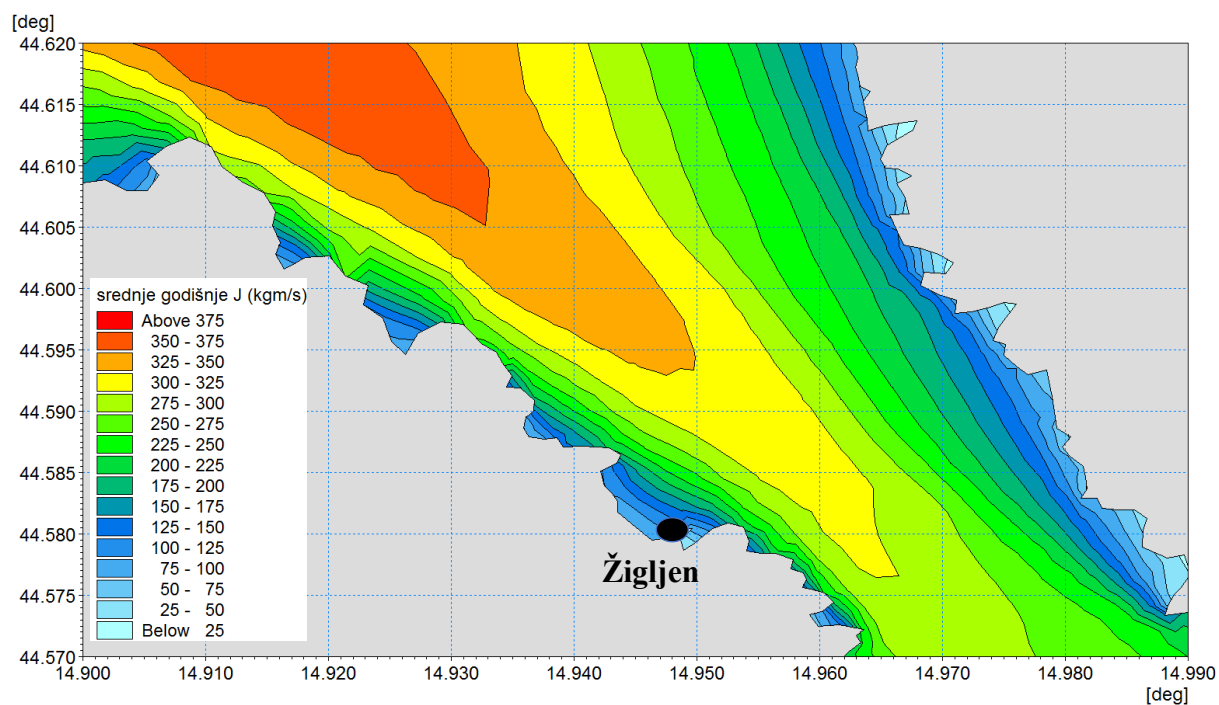 [deg]
44.620
44.615
44.610
44.605
44.600
44.595
44.590
44.585
44.580
44.575
44.570
srednje godišnje J (kgm/s)
Above 375
350 - 375
325 - 350
300 - 325
275 - 300
250 - 275
225 - 250
200 - 225
175 - 200
150 - 175
125 - 150
100 - 125
75 - 100
50 - 75
25 - 50
Below 25
Žigljen
14.900 14.910 14.920 14.930 14.940 14.950 14.960 14.970 14.980 14.990
[deg]